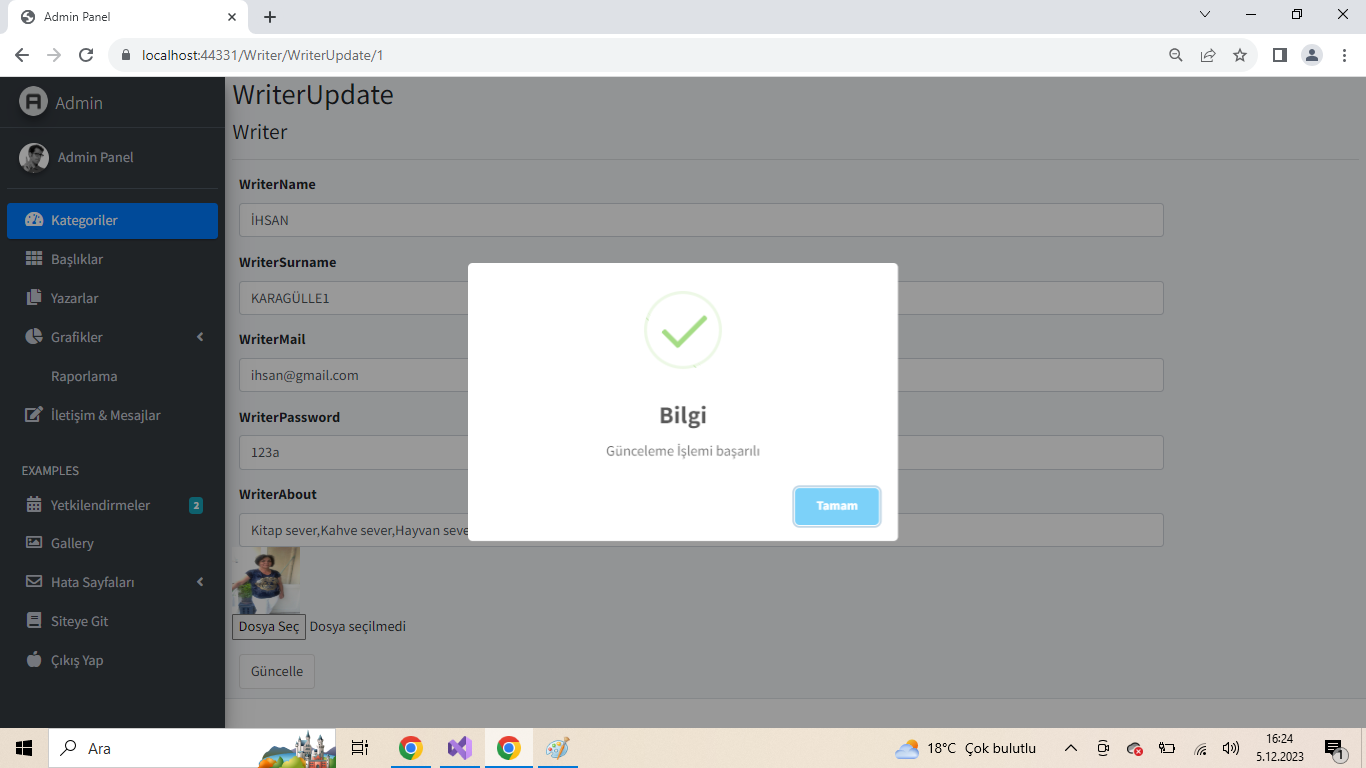 Admin Panel
localhost:44331/Writer/WriterUpdate/1
Admin
Admin Panel
Kategoriler
Başlıklar
Yazarlar
Grafikler
Raporlama
İletişim & Mesajlar
EXAMPLES
Yetkilendirmeler 2
Gallery
Hata Sayfaları
Siteye Git
Çıkış Yap
WriterUpdate
Writer
WriterName
İHSAN
WriterSurname
KARAGÜLLE1
WriterMail
ihsan@gmail.com
WriterPassword
123a
WriterAbout
Kitap sever,Kahve sever,Hayvan seve
Dosya Seç Dosya seçilmedi
Güncelle
Bilgi
Günceleme İşlemi başarılı
Tamam
Ara
18°C Çok bulutlu
16:24
5.12.2023
1